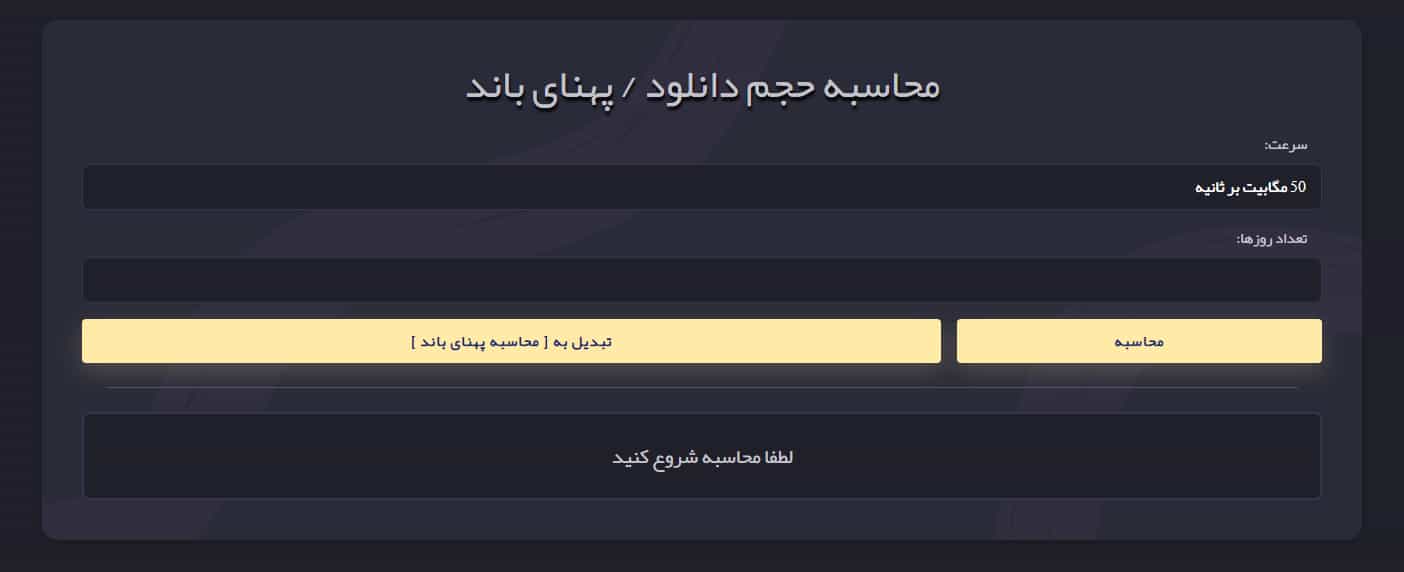 محاسبه حجم دانلود / پهنای باند
سرعت:
50 مگابیت بر ثانیه
تعداد روزها:
محاسبه
تبدیل به [ محاسبه پهنای باند ]
لطفا محاسبه شروع کنید